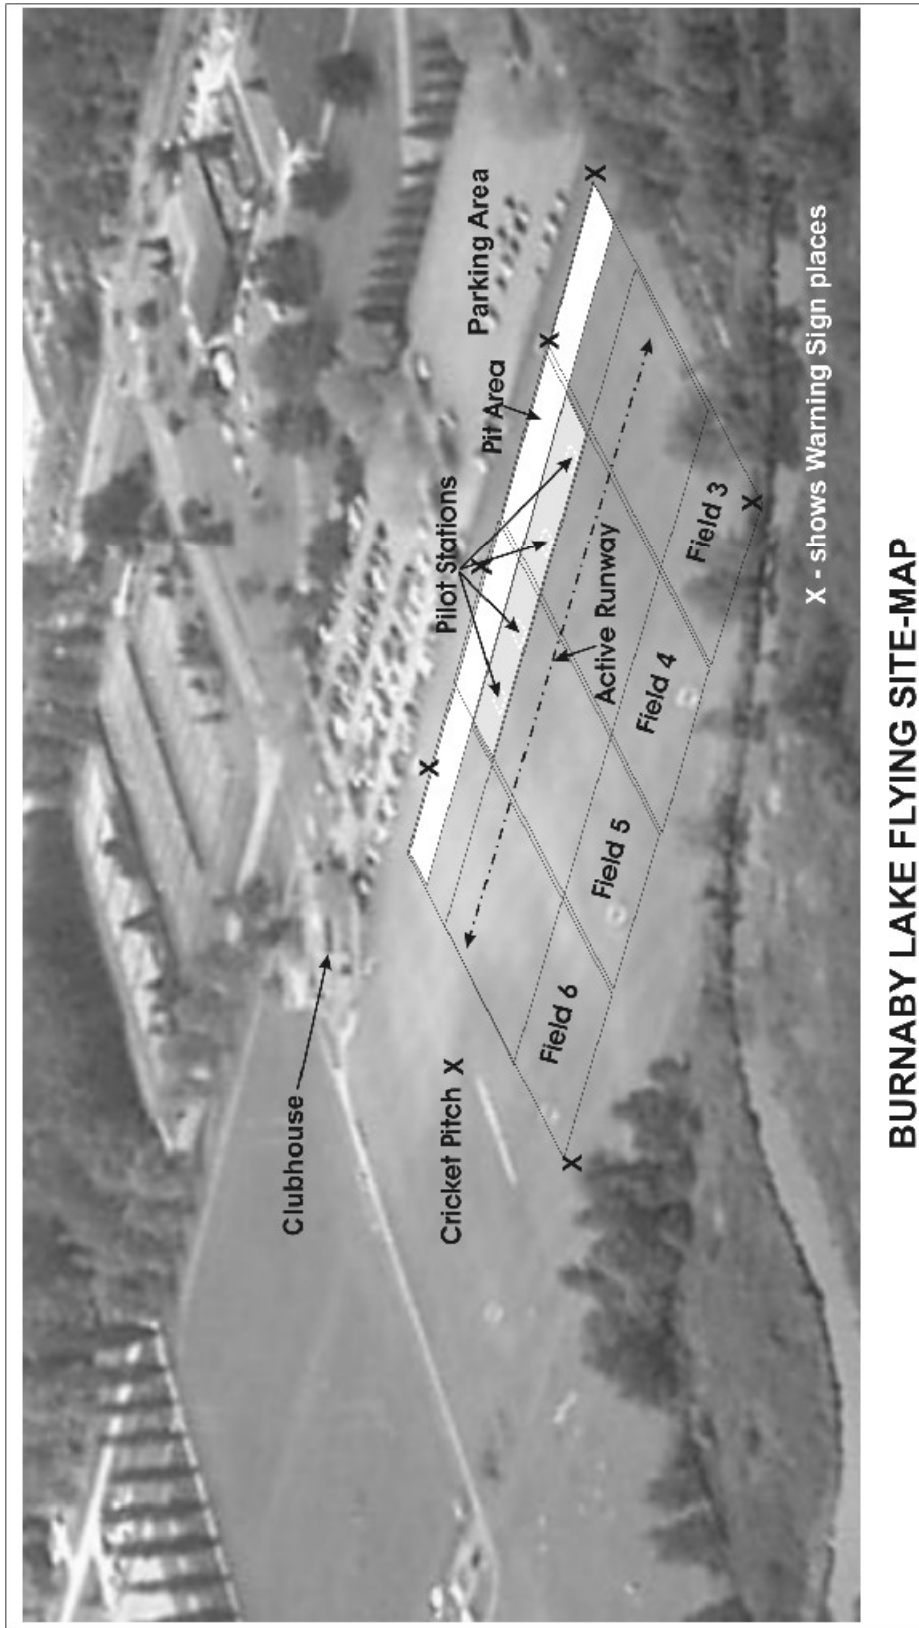 Parking Area
Pit Area
Pilot Stations
Active Runway
Clubhouse
Cricket Pitch X
X
X
X
X
X
X
Field 3
Field 4
Field 5
Field 6
X - shows Warning Sign places
BURNABY LAKE FLYING SITE-MAP